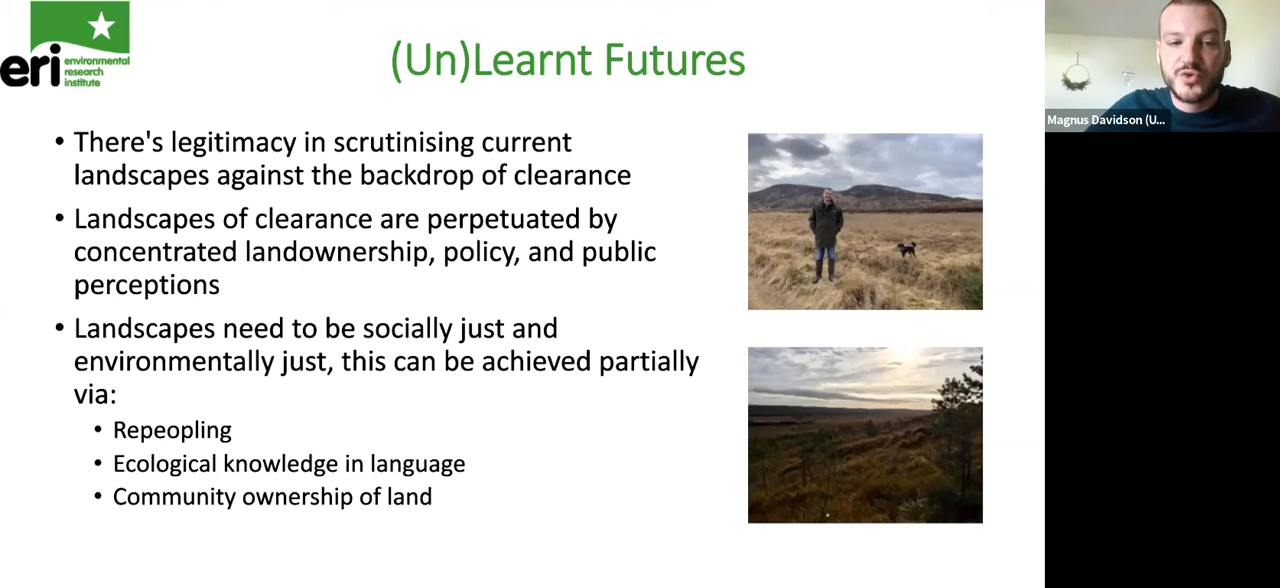 eri environmental
research
institute
(Un)Learnt Futures
• There's legitimacy in scrutinising current
landscapes against the backdrop of clearance
• Landscapes of clearance are perpetuated by
concentrated landownership, policy, and public
perceptions
• Landscapes need to be socially just and
environmentally just, this can be achieved partially
via:
• Repeopling
• Ecological knowledge in language
• Community ownership of land
Magnus Davidson (U...